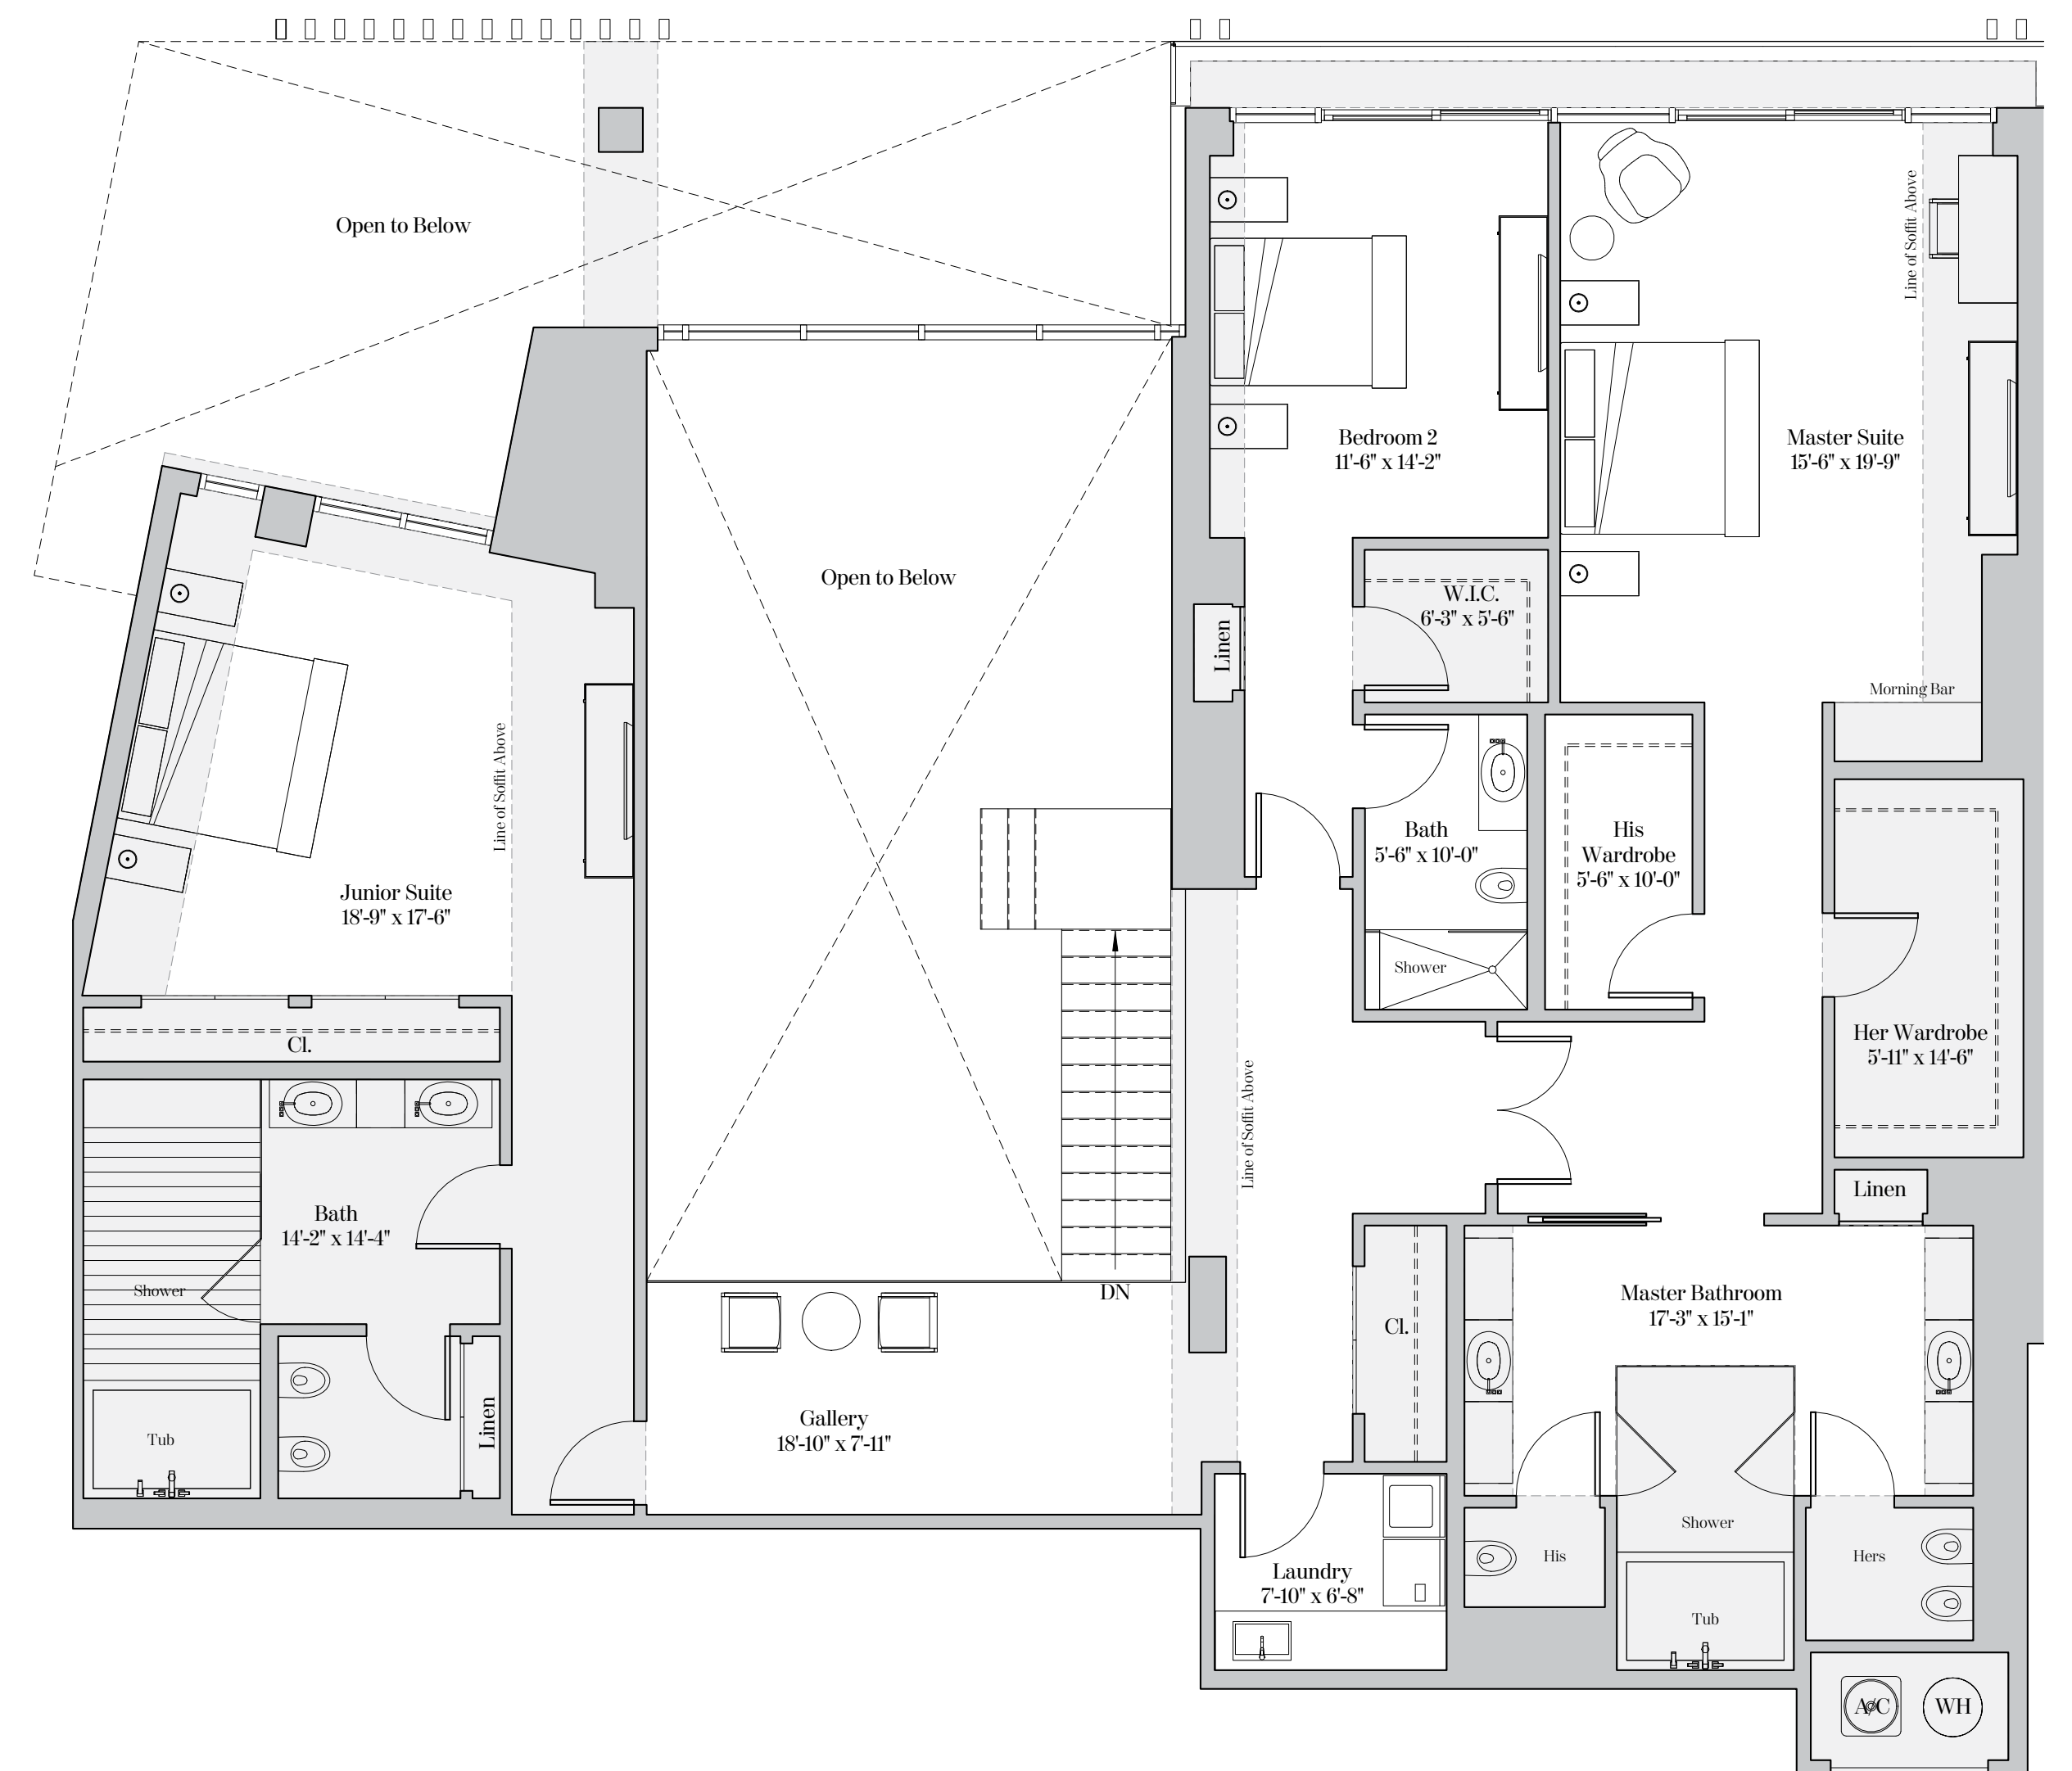 Open to Below
Line of Soffit Above
Bedroom 2
11'-6" x 14'-2"
Master Suite
15'-6" x 19'-9"
Open to Below
W.I.C.
6'-3" x 5'-6"
Linen
Morning Bar
Line of Soffit Above
Junior Suite
18'-9" x 17'-6"
Bath
5'-6" x 10'-0"
His
Wardrobe
5'-6" x 10'-0"
Shower
Cl.
Her Wardrobe
5'-11" x 14'-6"
Line of Soffit Above
Bath
14'-2" x 14'-4"
Linen
Shower
DN
Cl.
Master Bathroom
17'-3" x 15'-1"
Tub
Linen
Gallery
18'-10" x 7'-11"
Shower
Laundry
7'-10" x 6'-8"
His
Hers
Tub
A/C
WH